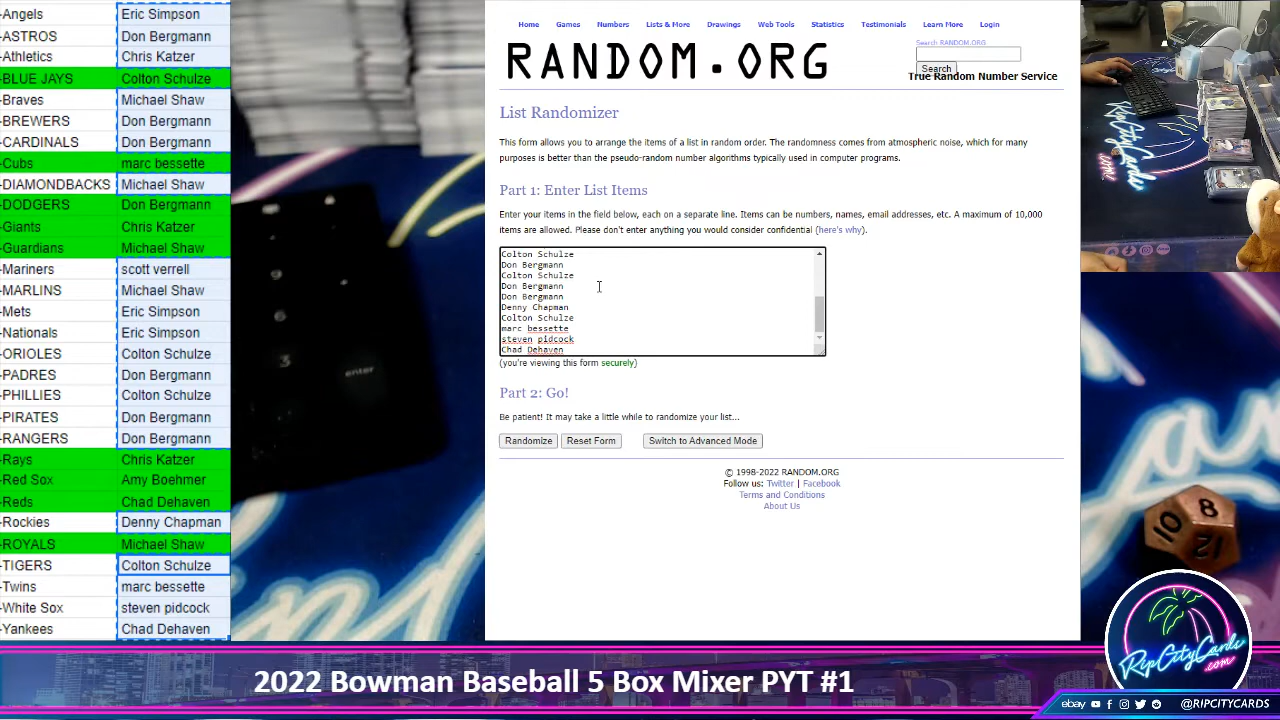 -Angels Eric Simpson
-ASTROS Don Bergmann
-Athletics Chris Katzer
-BLUE JAYS Colton Schulze
-Braves Michael Shaw
-BREWERS Don Bergmann
-CARDINALS Don Bergmann
-Cubs marc bessette
-DIAMONDBACKS Michael Shaw
-DODGERS Don Bergmann
-Giants Chris Katzer
-Guardians Michael Shaw
-Mariners scott verrell
-MARLINS Michael Shaw
-Mets Eric Simpson
-Nationals Eric Simpson
-ORIOLES Colton Schulze
-PADRES Don Bergmann
-PHILLIES Colton Schulze
-PIRATES Don Bergmann
-RANGERS Don Bergmann
-Rays Chris Katzer
-Red Sox Amy Boehmer
-Reds Chad Dehaven
-Rockies Denny Chapman
-ROYALS Michael Shaw
-TIGERS Colton Schulze
-Twins marc bessette
-White Sox steven pidcock
-Yankees Chad Dehaven
3
enter
Home Games Numbers Lists & More Drawings Web Tools Statistics Testimonials Learn More Login
RANDOM.ORG
Search RANDOM.ORG
Search
True Random Number Service
List Randomizer
This form allows you to arrange the items of a list in random order. The randomness comes from atmospheric noise, which for many
purposes is better than the pseudo-random number algorithms typically used in computer programs.
Part 1: Enter List Items
Enter your items in the field below, each on a separate line. Items can be numbers, names, email addresses, etc. A maximum of 10,000
items are allowed. Please don't enter anything you would consider confidential (here's why).
Colton Schulze
Don Bergmann
Colton Schulze
Don Bergmann
Don Bergmann
Denny Chapman
Colton Schulze
marc bessette
steven pidcock
Chad Dehaven
(you're viewing this form securely)
Part 2: Go!
Be patient! It may take a little while to randomize your list...
Randomize Reset Form Switch to Advanced Mode
© 1998-2022 RANDOM.ORG
Follow us: Twitter | Facebook
Terms and Conditions
About Us
8
10
12
RipCityCards
.com
2022 Bowman Baseball 5 Box Mixer PYT #1
ebay @RIPCITYCARDS